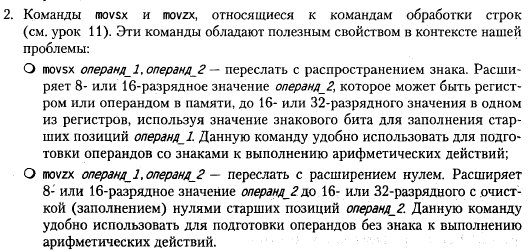 2. Команды movsx и movzx, относящиеся к командам обработки строк
(см. урок 11). Эти команды обладают полезным свойством в контексте нашей
проблемы:
О movsx операнд_1,операнд_2 – переслать с распространением знака. Расши-
ряет 8- или 16-разрядное значение операнд_2, которое может быть регист-
ром или операндом в памяти, до 16- или 32-разрядного значения в одном
из регистров, используя значение знакового бита для заполнения стар-
ших позиций операнд_1. Данную команду удобно использовать для подго-
товки операндов со знаками к выполнению арифметических действий;
О movzx операнд_1,операнд_2 – переслать с расширением нулем. Расширяет
8- или 16-разрядное значение операнд_2 до 16- или 32-разрядного с очист-
кой (заполнением) нулями старших позиций операнд_2. Данную команду
удобно использовать для подготовки операндов без знака к выполнению
арифметических действий.